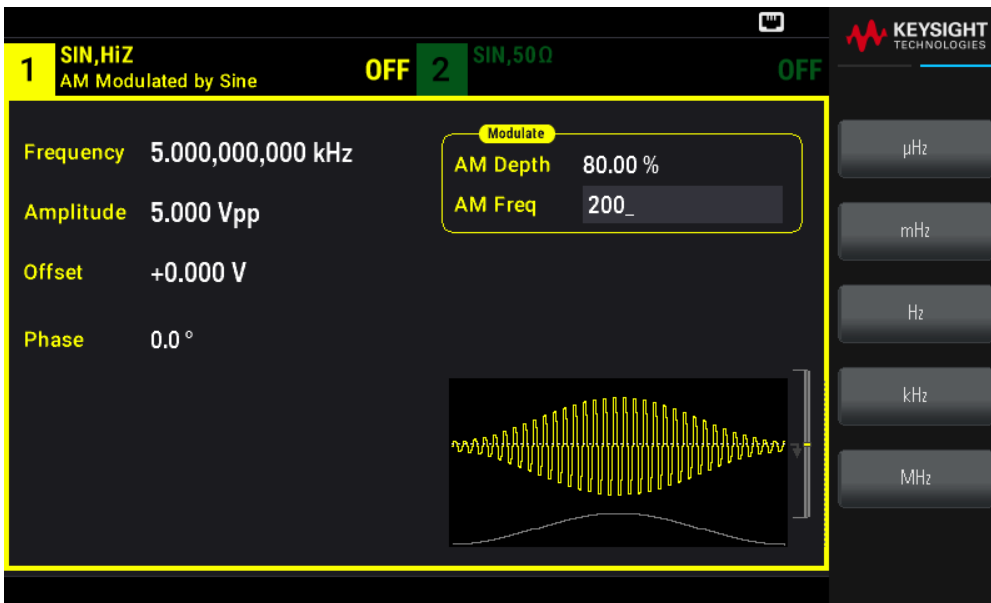 KEYSIGHT
TECHNOLOGIES
1 SIN,HiZ
AM Modulated by Sine OFF
2 SIN,50Ω
OFF
Modulate
Frequency 5.000,000,000 kHz
AM Depth 80.00 %
Amplitude 5.000 Vpp
AM Freq 200_
Offset +0.000 V
Phase 0.0 °
µHz
mHz
Hz
kHz
MHz